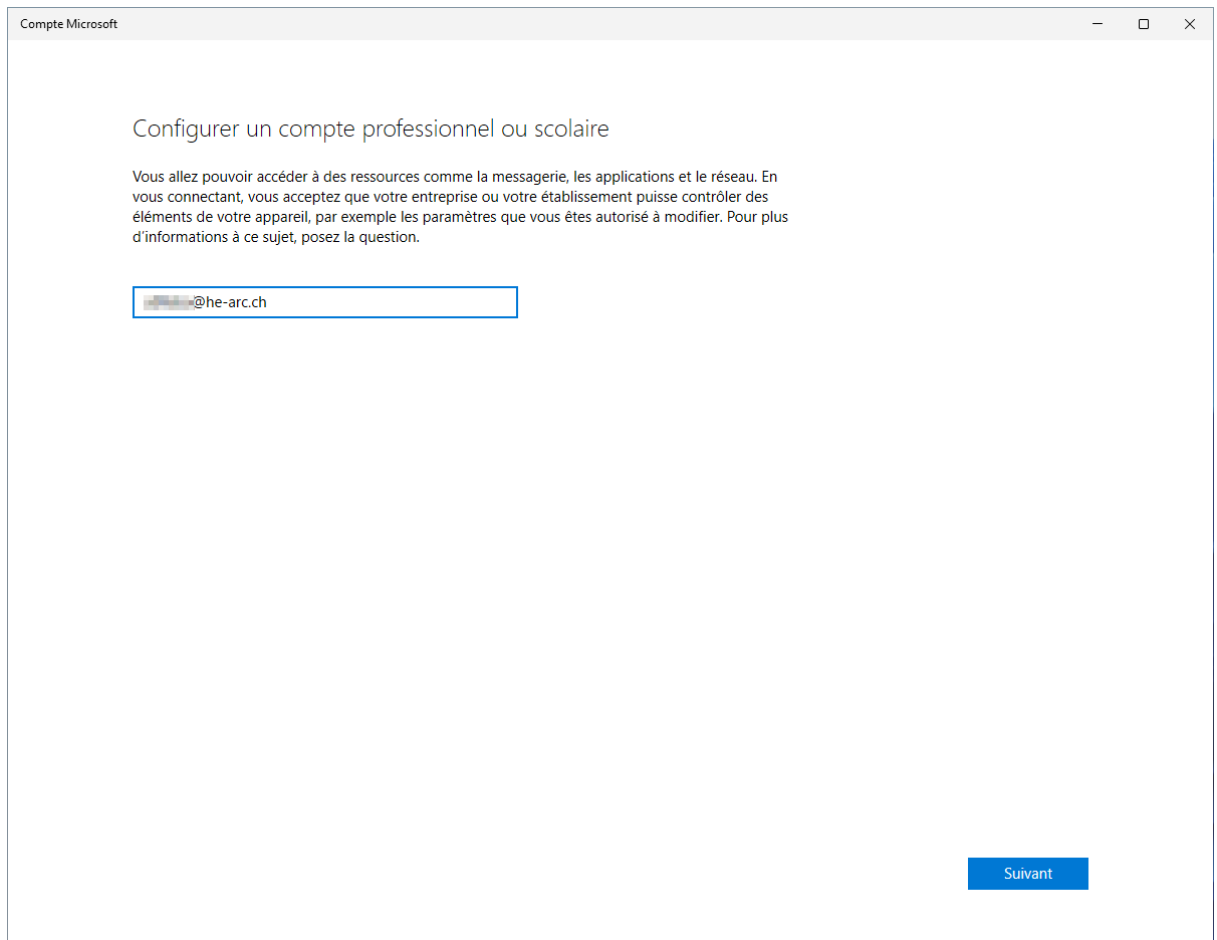 Compte Microsoft
Configurer un compte professionnel ou scolaire
Vous allez pouvoir accéder à des ressources comme la messagerie, les applications et le réseau. En
vous connectant, vous acceptez que votre entreprise ou votre établissement puisse contrôler des
éléments de votre appareil, par exemple les paramètres que vous êtes autorisé à modifier. Pour plus
d’informations à ce sujet, posez la question.
@he-arc.ch
Suivant